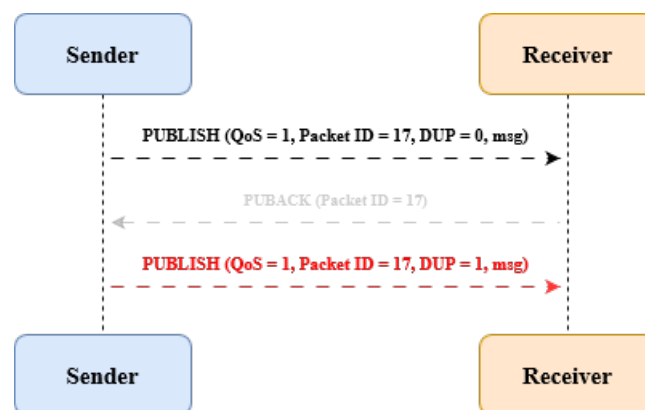 Sender
Receiver
PUBLISH (QoS = 1, Packet ID = 17, DUP = 0, msg)
PUBACK (Packet ID = 17)
PUBLISH (QoS = 1, Packet ID = 17, DUP = 1, msg)
Sender
Receiver